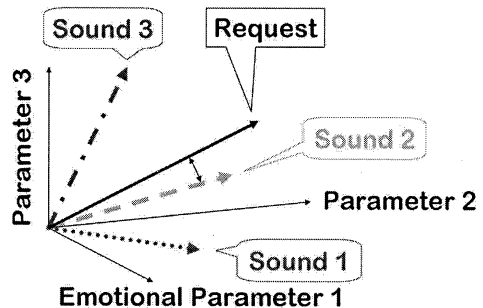 Sound 3
Request
Parameter 3
Sound 2
Parameter 2
Sound 1
Emotional Parameter 1